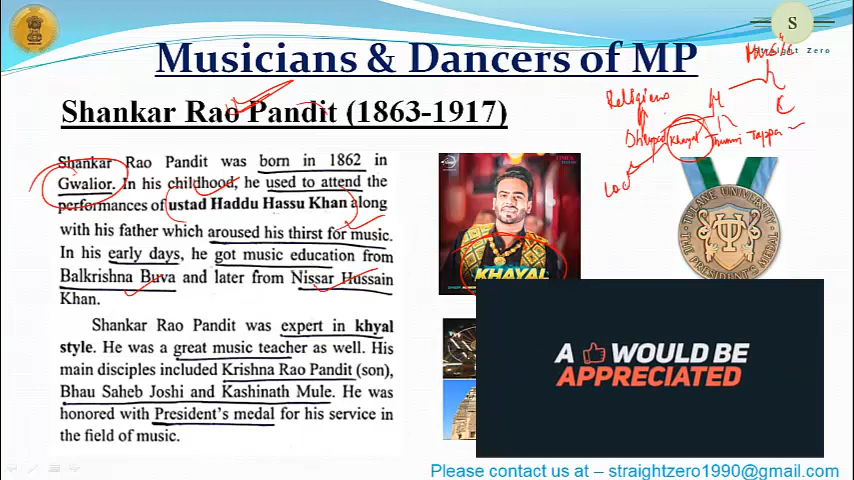 Musicians & Dancers of MP
S
Straight Zero
Shankar Rao Pandit (1863-1917)
Religious
Dhrupad Khayal Thumri Tappa
Shankar Rao Pandit was born in 1862 in
Gwalior. In his childhood, he used to attend the
performances of ustad Haddu Hassu Khan along
with his father which aroused his thirst for music.
In his early days, he got music education from
Balkrishna Buva and later from Nissar Hussain
Khan.
Shankar Rao Pandit was expert in khyal
style. He was a great music teacher as well. His
main disciples included Krishna Rao Pandit (son),
Bhau Saheb Joshi and Kashinath Mule. He was
honored with President's medal for his service in
the field of music.
KHAYAL
THE TULANE UNIVERSITY
THE PRESIDENT'S MEDAL
A WOULD BE
APPRECIATED
Please contact us at – straightzero1990@gmail.com